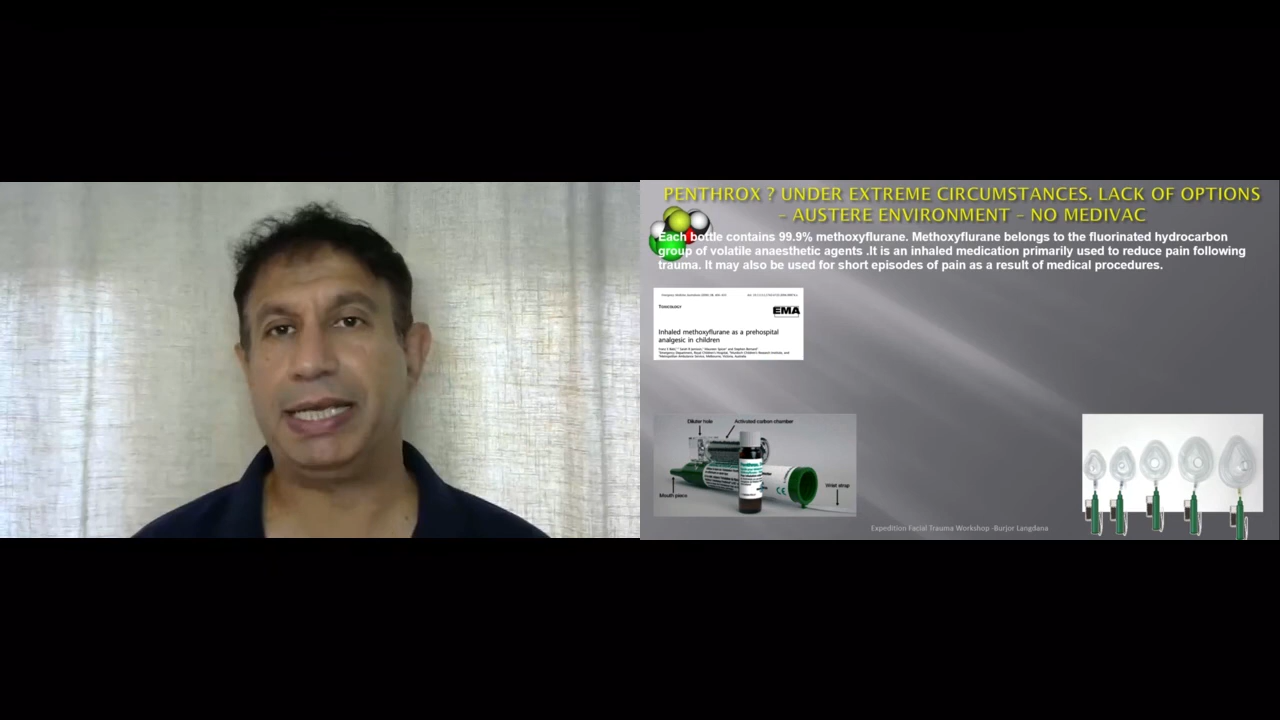 PENTHROX ? UNDER EXTREME CIRCUMSTANCES. LACK OF OPTIONS
– AUSTERE ENVIRONMENT – NO MEDIVAC
Each bottle contains 99.9% methoxyflurane. Methoxyflurane belongs to the fluorinated hydrocarbon
group of volatile anaesthetic agents .It is an inhaled medication primarily used to reduce pain following
trauma. It may also be used for short episodes of pain as a result of medical procedures.
TOXICOLOGY
EMA
Inhaled methoxyflurane as a prehospital
analgesic in children
Diluter hole
Activated carbon chamber
Mouth piece
Wrist strap
Expedition Facial Trauma Workshop -Burjor Langdana